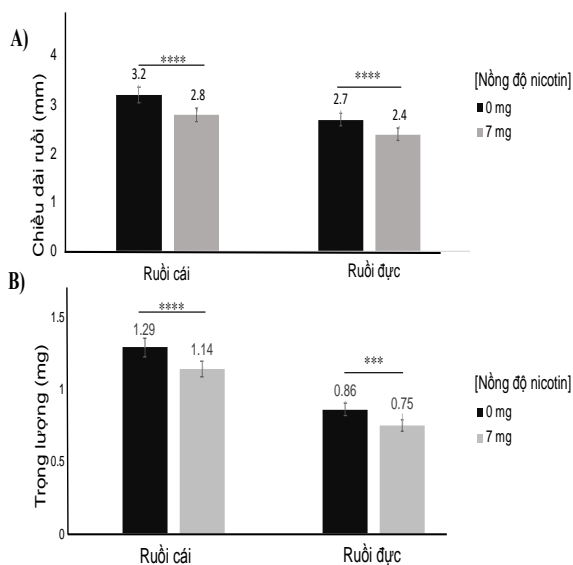 A)
Chiều dài ruồi (mm)
4
3
2
1
0
3.2
****
2.8
2.7
****
2.4
Ruồi cái
Ruồi đực
[Nồng độ nicotin]
0 mg
7 mg
B)
Trọng lượng (mg)
1.5
1
0.5
0
****
1.29
1.14
***
0.86
0.75
Ruồi cái
Ruồi đực
[Nồng độ nicotin]
0 mg
7 mg